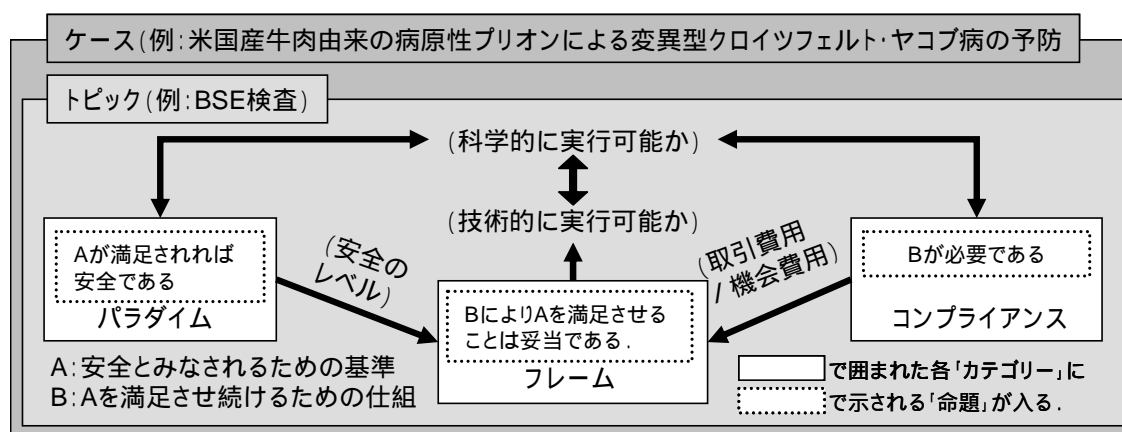 ケース(例:米国産牛肉由来の病原性プリオンによる変異型クロイツフェルト・ヤコブ病の予防
トピック(例:BSE検査)
(科学的に実行可能か)
(技術的に実行可能か)
Aが満足されれば
安全である
パラダイム
(安全の
レベル)
BによりAを満足させる
ことは妥当である.
フレーム
(取引費用
/機会費用)
Bが必要である
コンプライアンス
A:安全とみなされるための基準
B:Aを満足させ続けるための仕組
で囲まれた各「カテゴリー」に
で示される「命題」が入る.